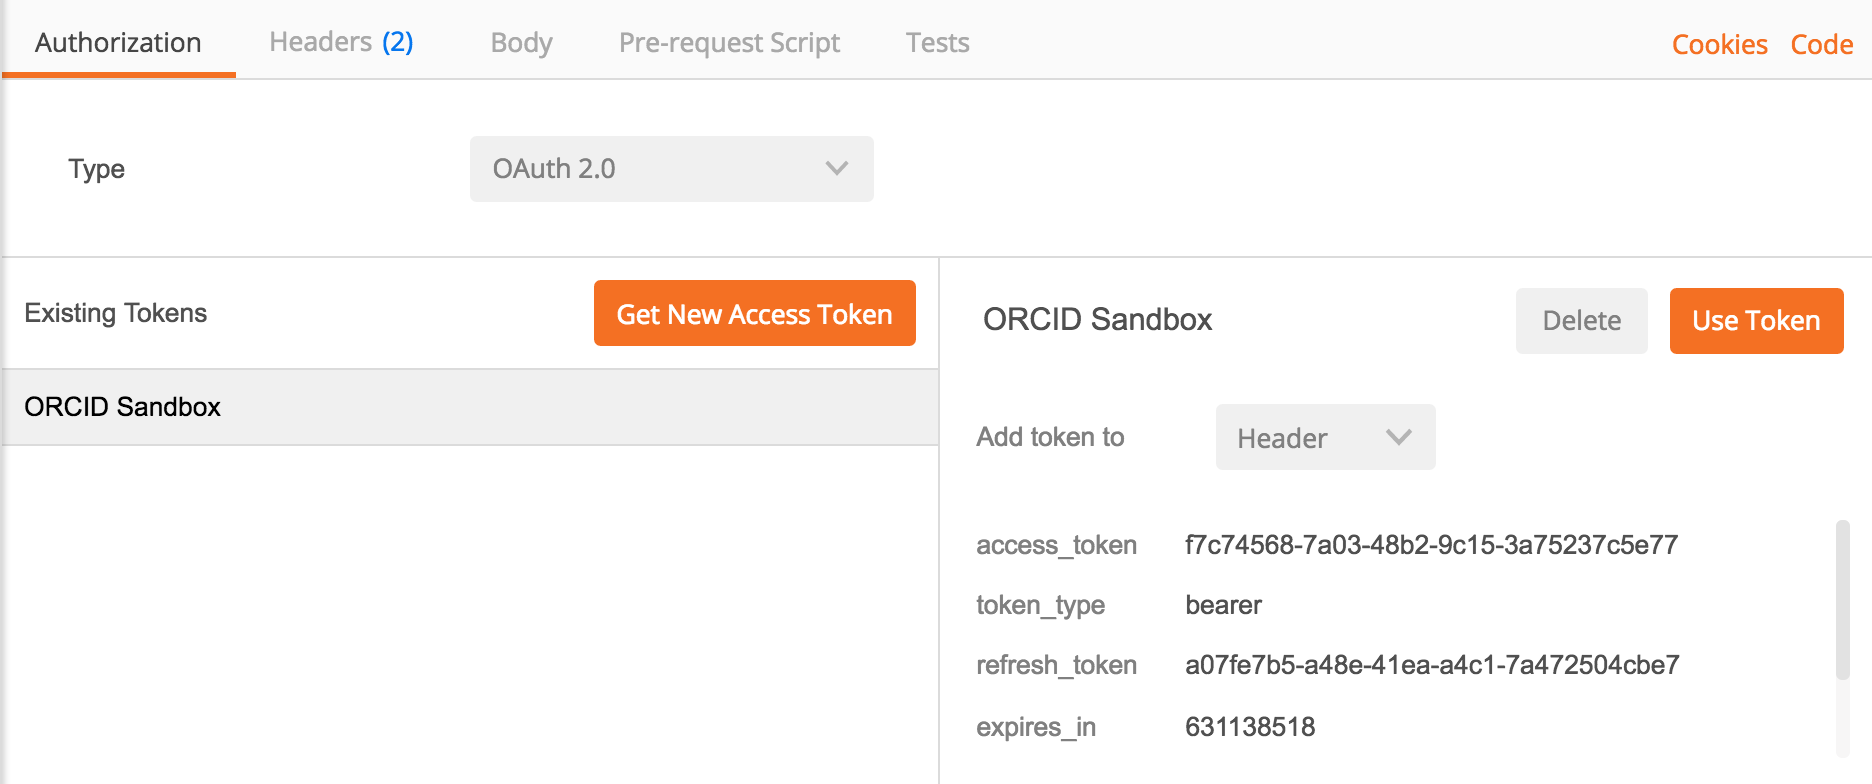 Authorization Headers (2) Body Pre-request Script Tests Cookies Code
Type OAuth 2.0
Existing Tokens Get New Access Token
ORCID Sandbox
ORCID Sandbox Delete Use Token
Add token to Header
access_token f7c74568-7a03-48b2-9c15-3a75237c5e77
token_type bearer
refresh_token a07fe7b5-a48e-41ea-a4c1-7a472504cbe7
expires_in 631138518